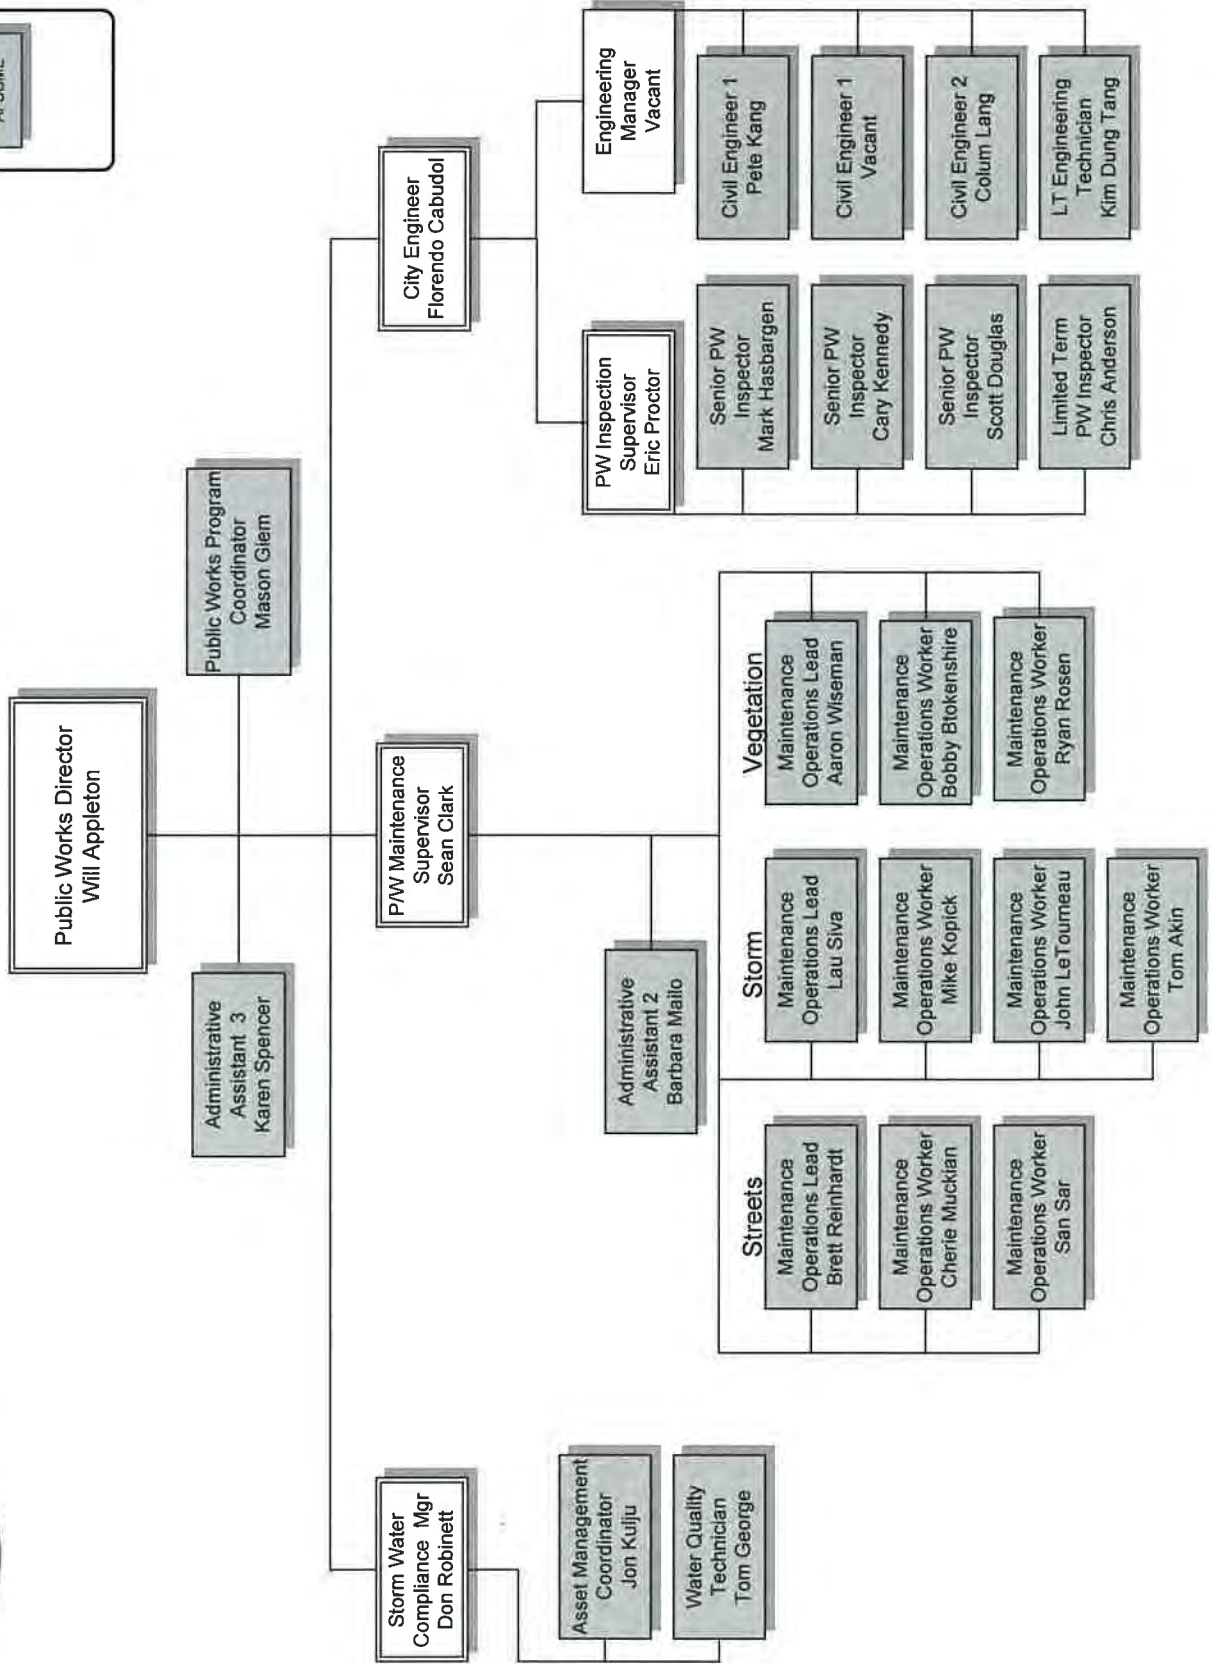 Public Works Director
Will Appleton
Administrative
Assistant 3
Karen Spencer
Public Works Program
Coordinator
Mason Giem
Storm Water
Compliance Mgr
Don Robinett
P/W Maintenance
Supervisor
Sean Clark
City Engineer
Florendo Cabudol
Asset Management
Coordinator
Jon Kulju
Water Quality
Technician
Tom George
Administrative
Assistant 2
Barbara Mailo
Streets
Maintenance
Operations Lead
Brett Reinhardt
Maintenance
Operations Worker
Cherie Muckian
Maintenance
Operations Worker
San Sar
Storm
Maintenance
Operations Lead
Lau Siva
Maintenance
Operations Worker
Mike Kopick
Maintenance
Operations Worker
John LeTourneau
Maintenance
Operations Worker
Tom Akin
Vegetation
Maintenance
Operations Lead
Aaron Wiseman
Maintenance
Operations Worker
Bobby Btokenshire
Maintenance
Operations Worker
Ryan Rosen
PW Inspection
Supervisor
Eric Proctor
Senior PW
Inspector
Mark Hasbargen
Senior PW
Inspector
Cary Kennedy
Senior PW
Inspector
Scott Douglas
Limited Term
PW Inspector
Chris Anderson
Engineering
Manager
Vacant
Civil Engineer 1
Pete Kang
Civil Engineer 1
Vacant
Civil Engineer 2
Colum Lang
LT Engineering
Technician
Kim Dung Tang